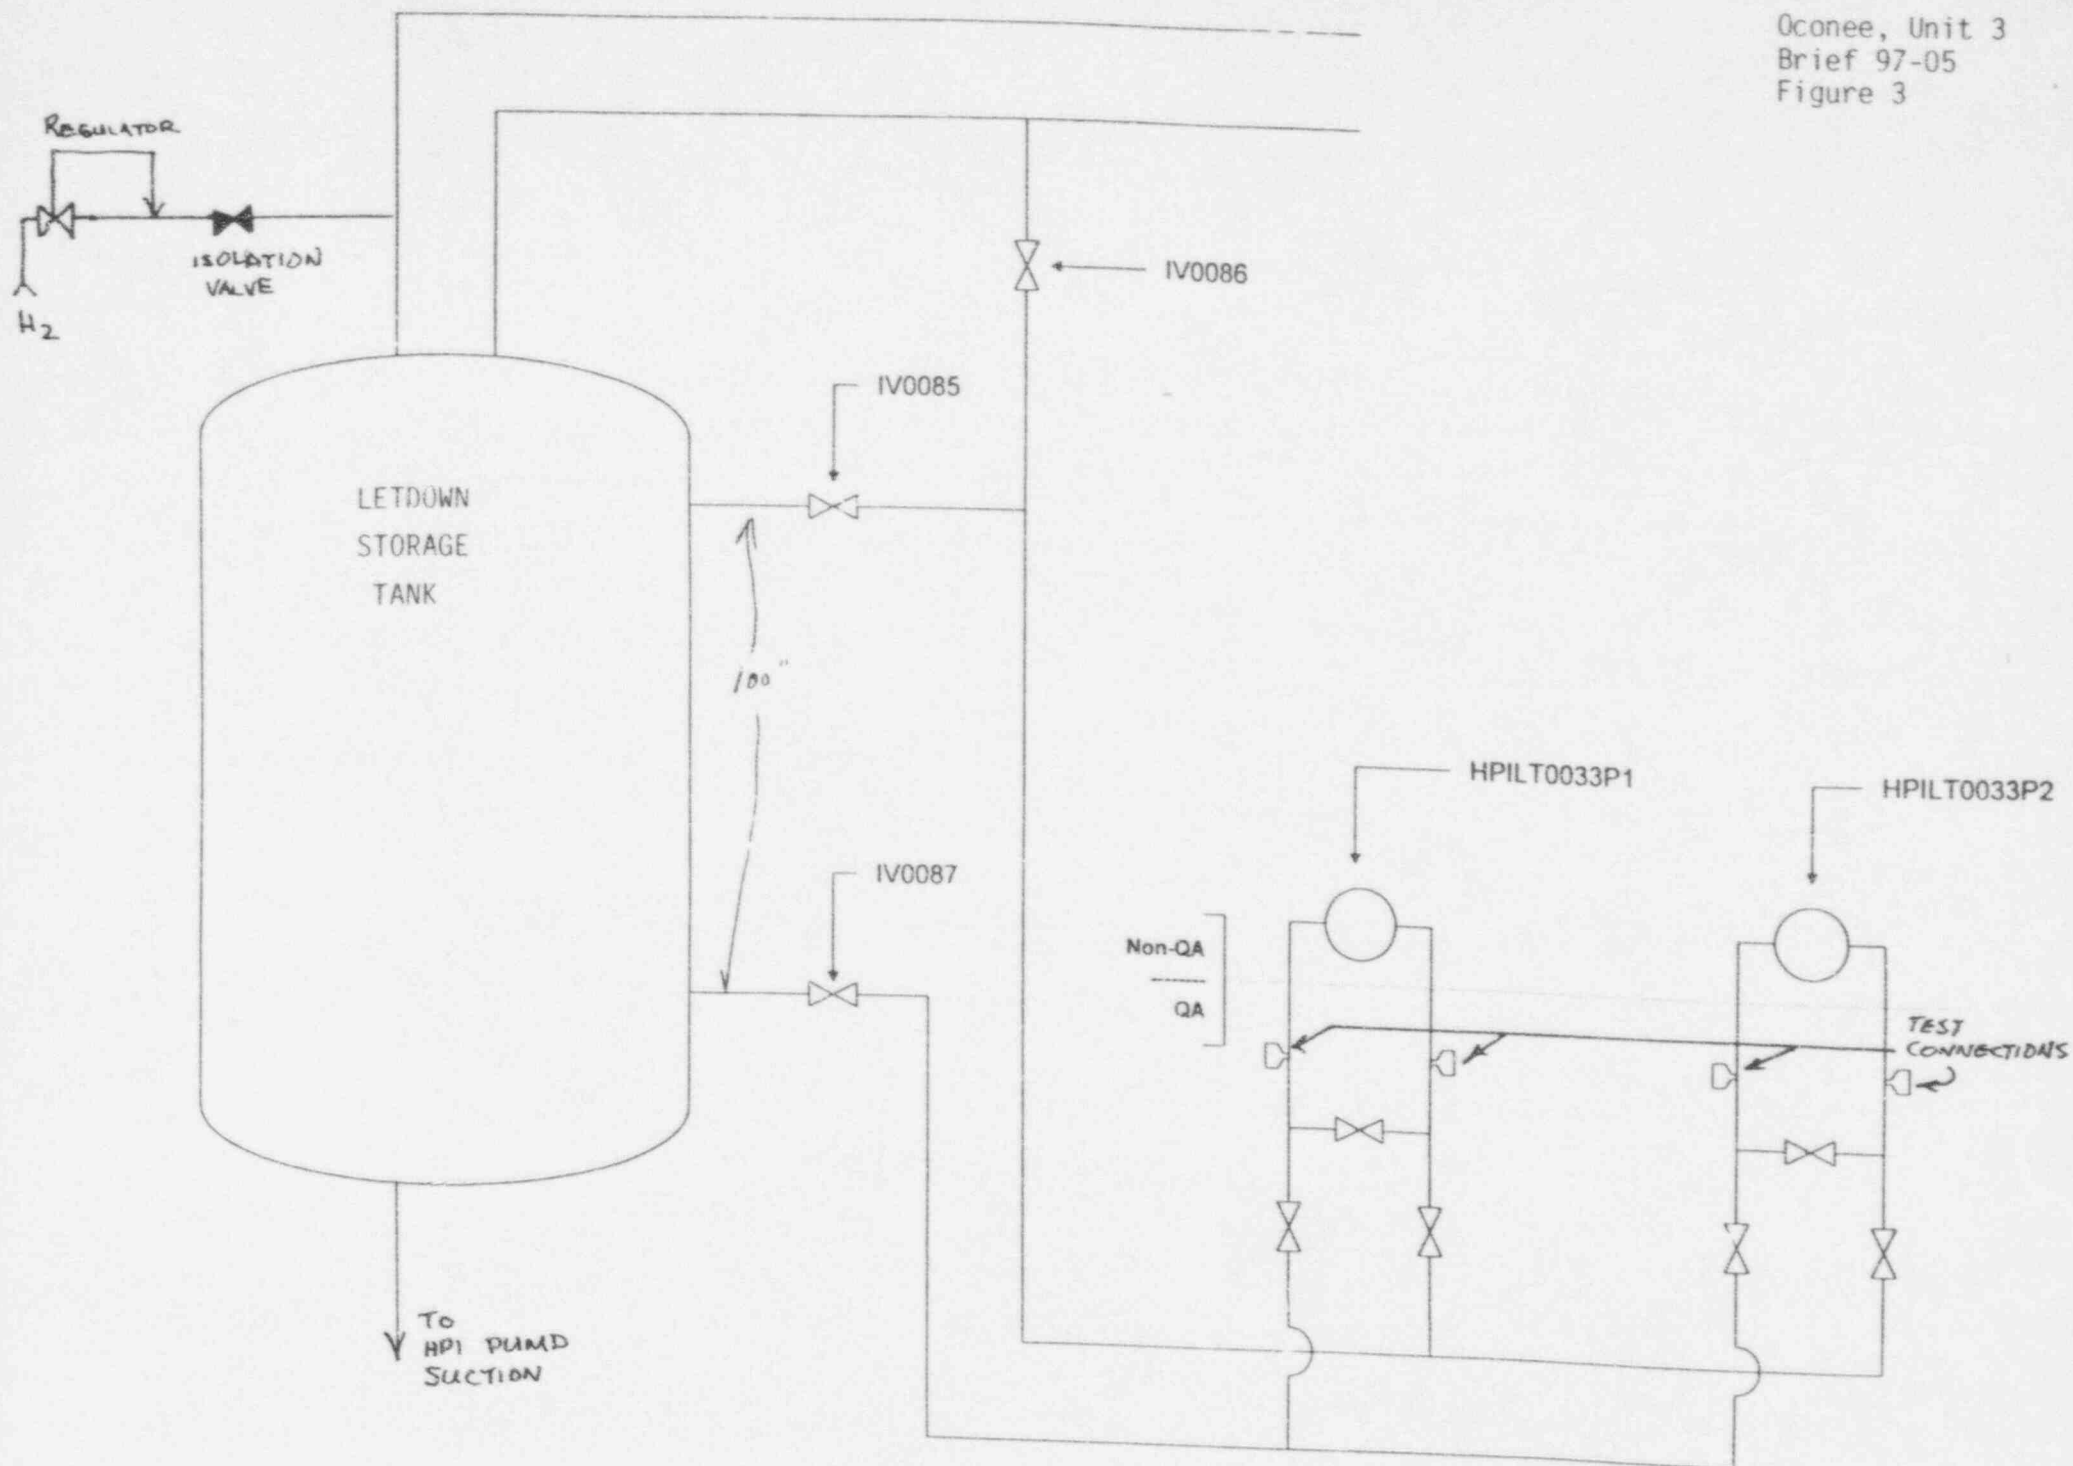 Oconee, Unit 3
Brief 97-05
Figure 3
REGULATOR
ISOLATION
VALVE
H2
IV0086
IV0085
LETDOWN
STORAGE
TANK
100"
IV0087
HPILT0033P1
HPILT0033P2
Non-QA
QA
TEST
CONNECTIONS
TO
HPI PUMP
SUCTION